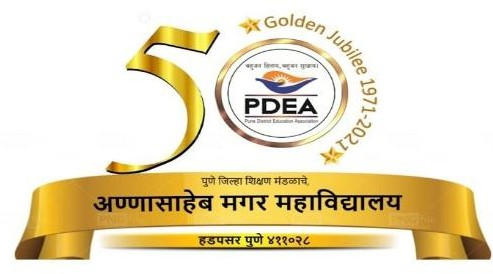 50
Golden Jubilee 1971-2021
बहुजन हिताय, बहुजन सुखाय।
PDEA
Pune District Education Association
पुणे जिल्हा शिक्षण मंडळाचे,
अण्णासाहेब मगर महाविद्यालय
हडपसर पुणे ४११०२८